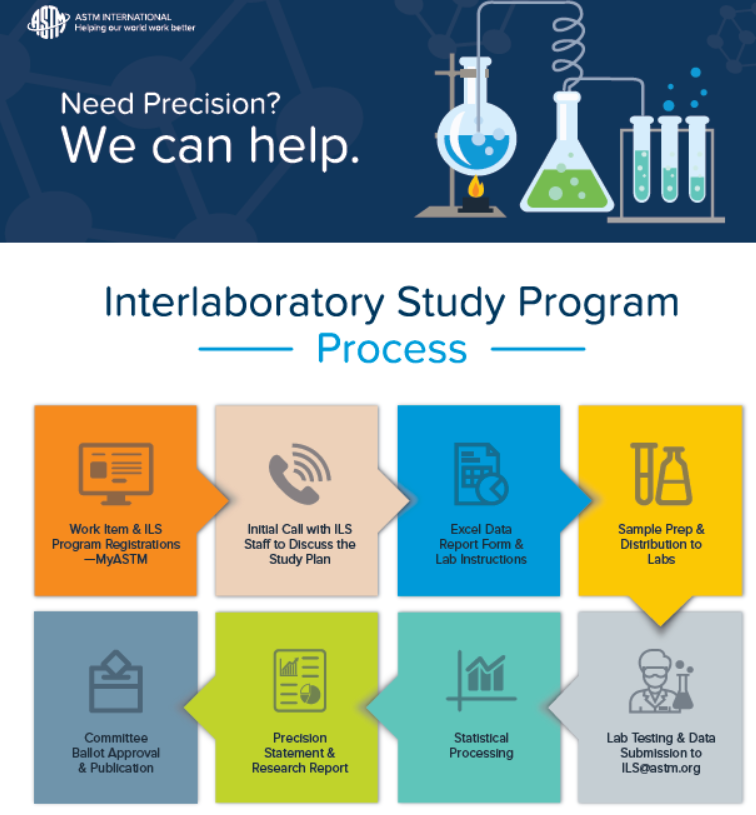 ASTM INTERNATIONAL
Helping our world work better
Need Precision?
We can help.
Interlaboratory Study Program
Process
Work Item & ILS
Program Registrations
—MyASTM
Initial Call with ILS
Staff to Discuss the
Study Plan
Excel Data
Report Form &
Lab Instructions
Sample Prep &
Distribution to
Labs
Lab Testing & Data
Submission to
ILS@astm.org
Statistical
Processing
Precision
Statement &
Research Report
Committee
Ballot Approval
& Publication